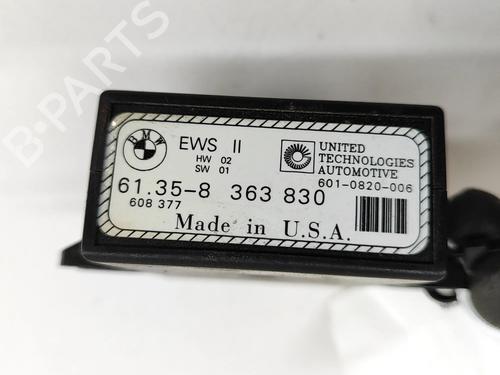 B-PARTS
BMW
EWS II
HW 02
SW 01
UNITED
TECHNOLOGIES
AUTOMOTIVE
601-0820-006
61.35-8 363 830
608 377
Made in U.S.A.